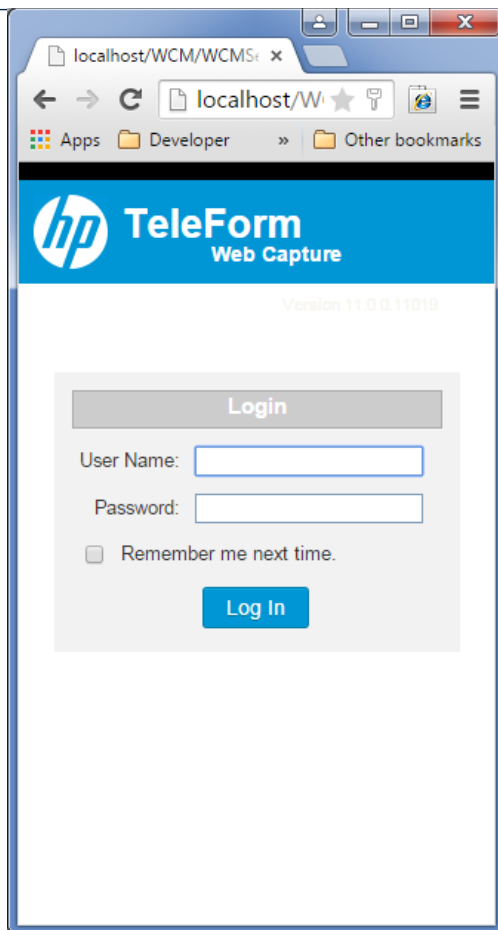 localhost/WCM/WCMSe
localhost/W
Apps Developer » Other bookmarks
hp TeleForm
Web Capture
Version 11.0.0.11019
Login
User Name:
Password:
Remember me next time.
Log In